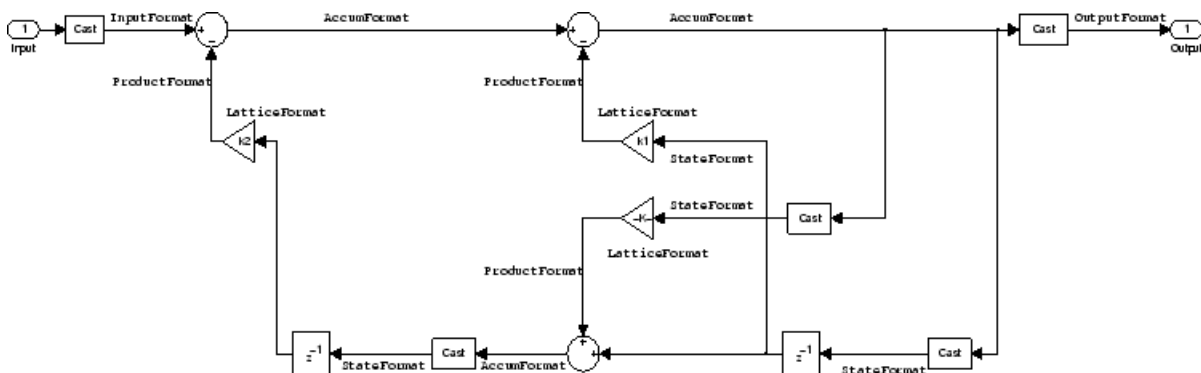 1 Input
Cast
InputFormat
+
−
AccumFormat
+
−
AccumFormat
Cast
OutputFormat
1 Output
ProductFormat
ProductFormat
LatticeFormat
k2
LatticeFormat
k1
StateFormat
StateFormat
-K-
Cast
LatticeFormat
ProductFormat
+
+
z−1
StateFormat
Cast
AccumFormat
z−1
StateFormat
Cast